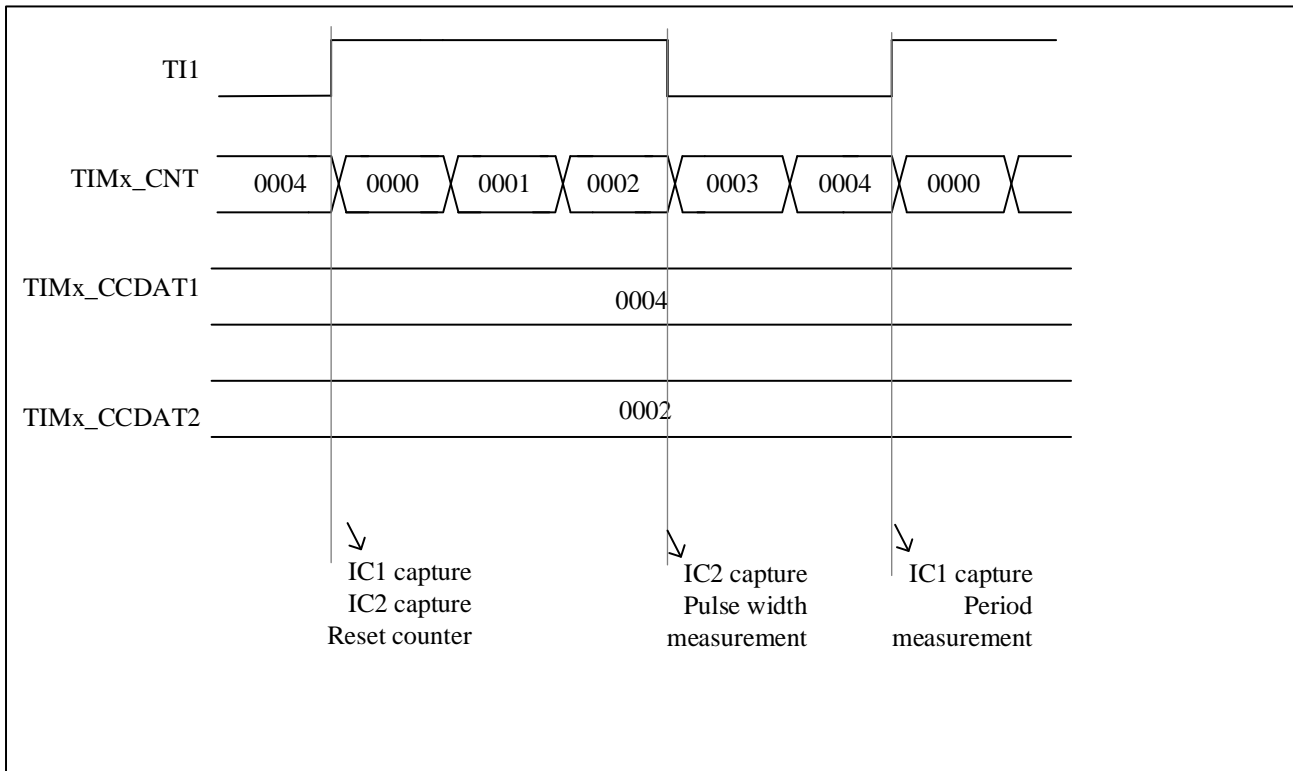 TI1
TIMx_CNT
0004
0000
0001
0002
0003
0004
0000
TIMx_CCDAT1
0004
TIMx_CCDAT2
0002
IC1 capture
IC2 capture
Reset counter
IC2 capture
Pulse width
measurement
IC1 capture
Period
measurement